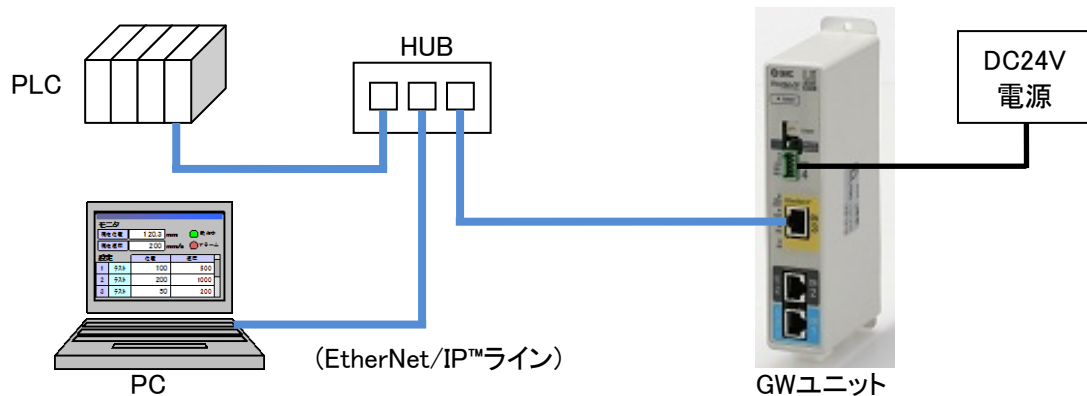 PLC
HUB
DC24V
電源
モニタ
現在位置 120.3 mm
現在速度 200 mm/s アラーム
設定 位置 速度
1 テスト 100 500
2 テスト 200 1000
3 テスト 50 200
PC
(EtherNet/IP™ライン)
SMC
GWユニット